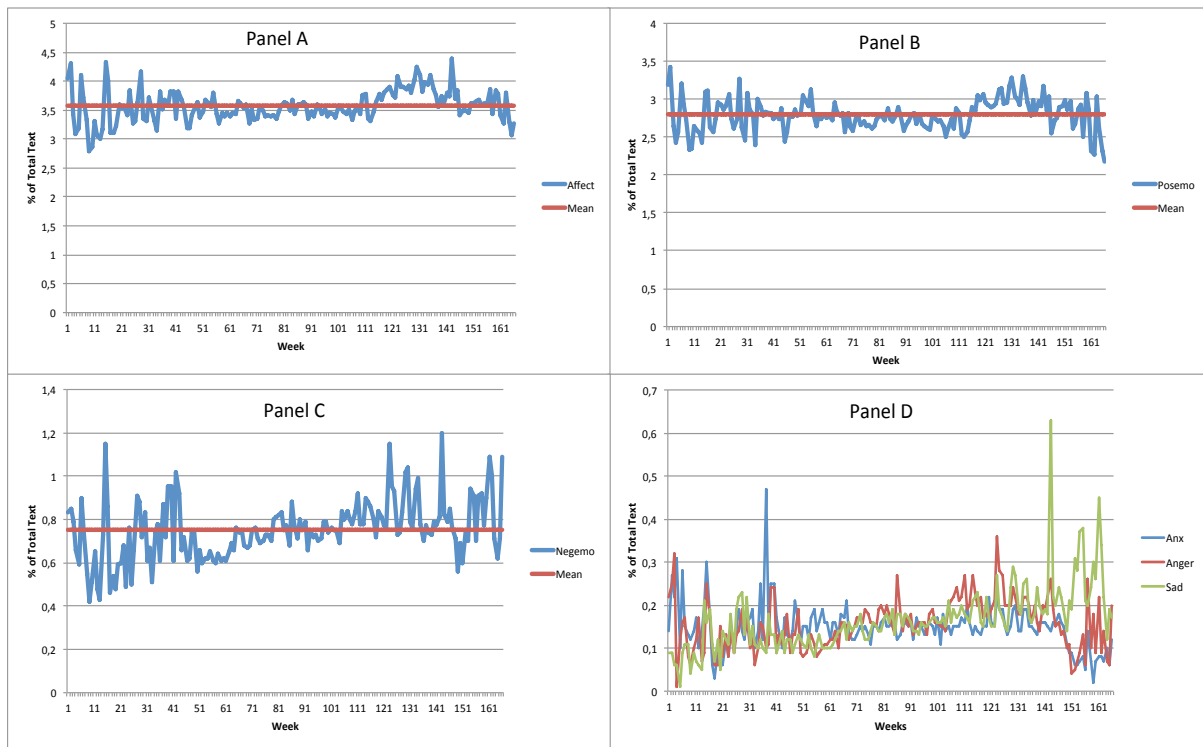 Panel A
% of Total Text
5
4,5
4
3,5
3
2,5
2
1,5
1
0,5
0
1 11 21 31 41 51 61 71 81 91 101 111 121 131 141 151 161
Week
Affect
Mean
Panel B
% of Total Text
4
3,5
3
2,5
2
1,5
1
0,5
0
1 11 21 31 41 51 61 71 81 91 101 111 121 131 141 151 161
Week
Posemo
Mean
Panel C
% of Total Text
1,4
1,2
1
0,8
0,6
0,4
0,2
0
1 11 21 31 41 51 61 71 81 91 101 111 121 131 141 151 161
Week
Negemo
Mean
Panel D
% of Total Text
0,7
0,6
0,5
0,4
0,3
0,2
0,1
0
1 11 21 31 41 51 61 71 81 91 101 111 121 131 141 151 161
Weeks
Anx
Anger
Sad